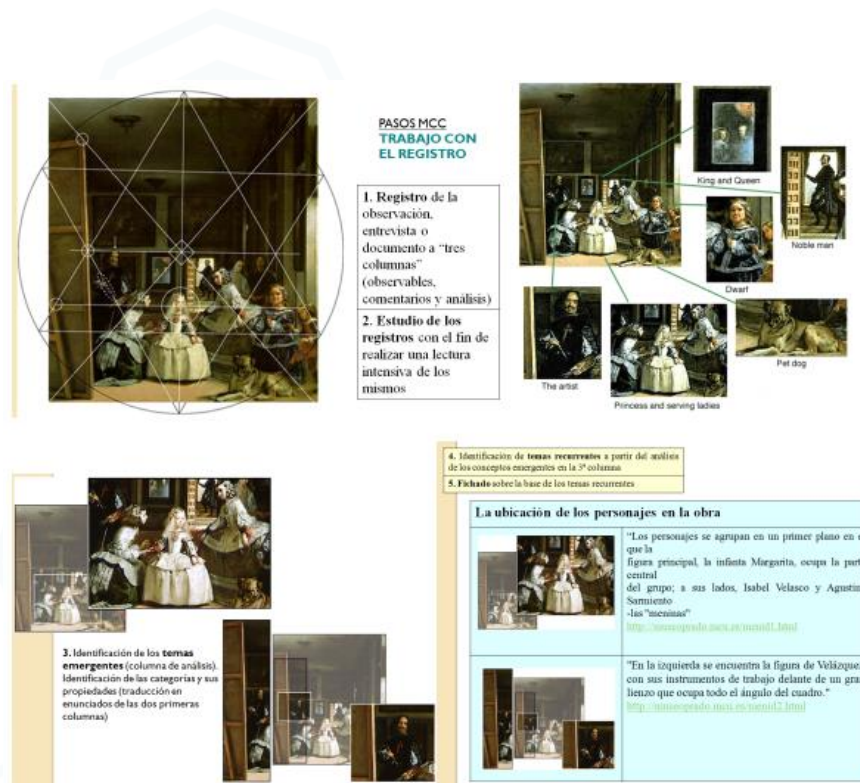 PASOS MCC
TRABAJO CON
EL REGISTRO
1. Registro de la
observación,
entrevista o
documento a "tres
columnas"
(observables,
comentarios y análisis)
2. Estudio de los
registros con el fin de
realizar una lectura
intensiva de los
mismos
King and Queen
Noble man
Dwarf
Pet dog
The artist
Princess and serving ladies
3. Identificación de los temas
emergentes (columna de análisis).
Identificación de las categorías y sus
propiedades (traducción en
enunciados de las dos primeras
columnas)
4. Identificación de temas recurrentes a partir del análisis
de los conceptos emergentes en la 3ª columna
5. Fichado sobre la base de los temas recurrentes
La ubicación de los personajes en la obra
"Los personajes se agrupan en un primer plano en
que la
figura principal, la infanta Margarita, ocupa la
central
del grupo; a sus lados, Isabel Velasco y
Sarmiento
-las "meninas"
"En la izquierda se encuentra la figura de
con sus instrumentos de trabajo delante de un
lienzo que ocupa todo el ángulo del cuadro."